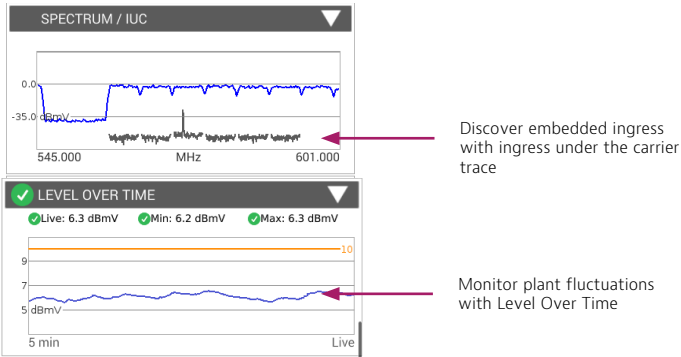 SPECTRUM / IUC
0.0
-35.0 dBmV
545.000 MHz 601.000
Discover embedded ingress
with ingress under the carrier
trace
LEVEL OVER TIME
Live: 6.3 dBmV Min: 6.2 dBmV Max: 6.3 dBmV
10
9
7
5 dBmV
5 min Live
Monitor plant fluctuations
with Level Over Time